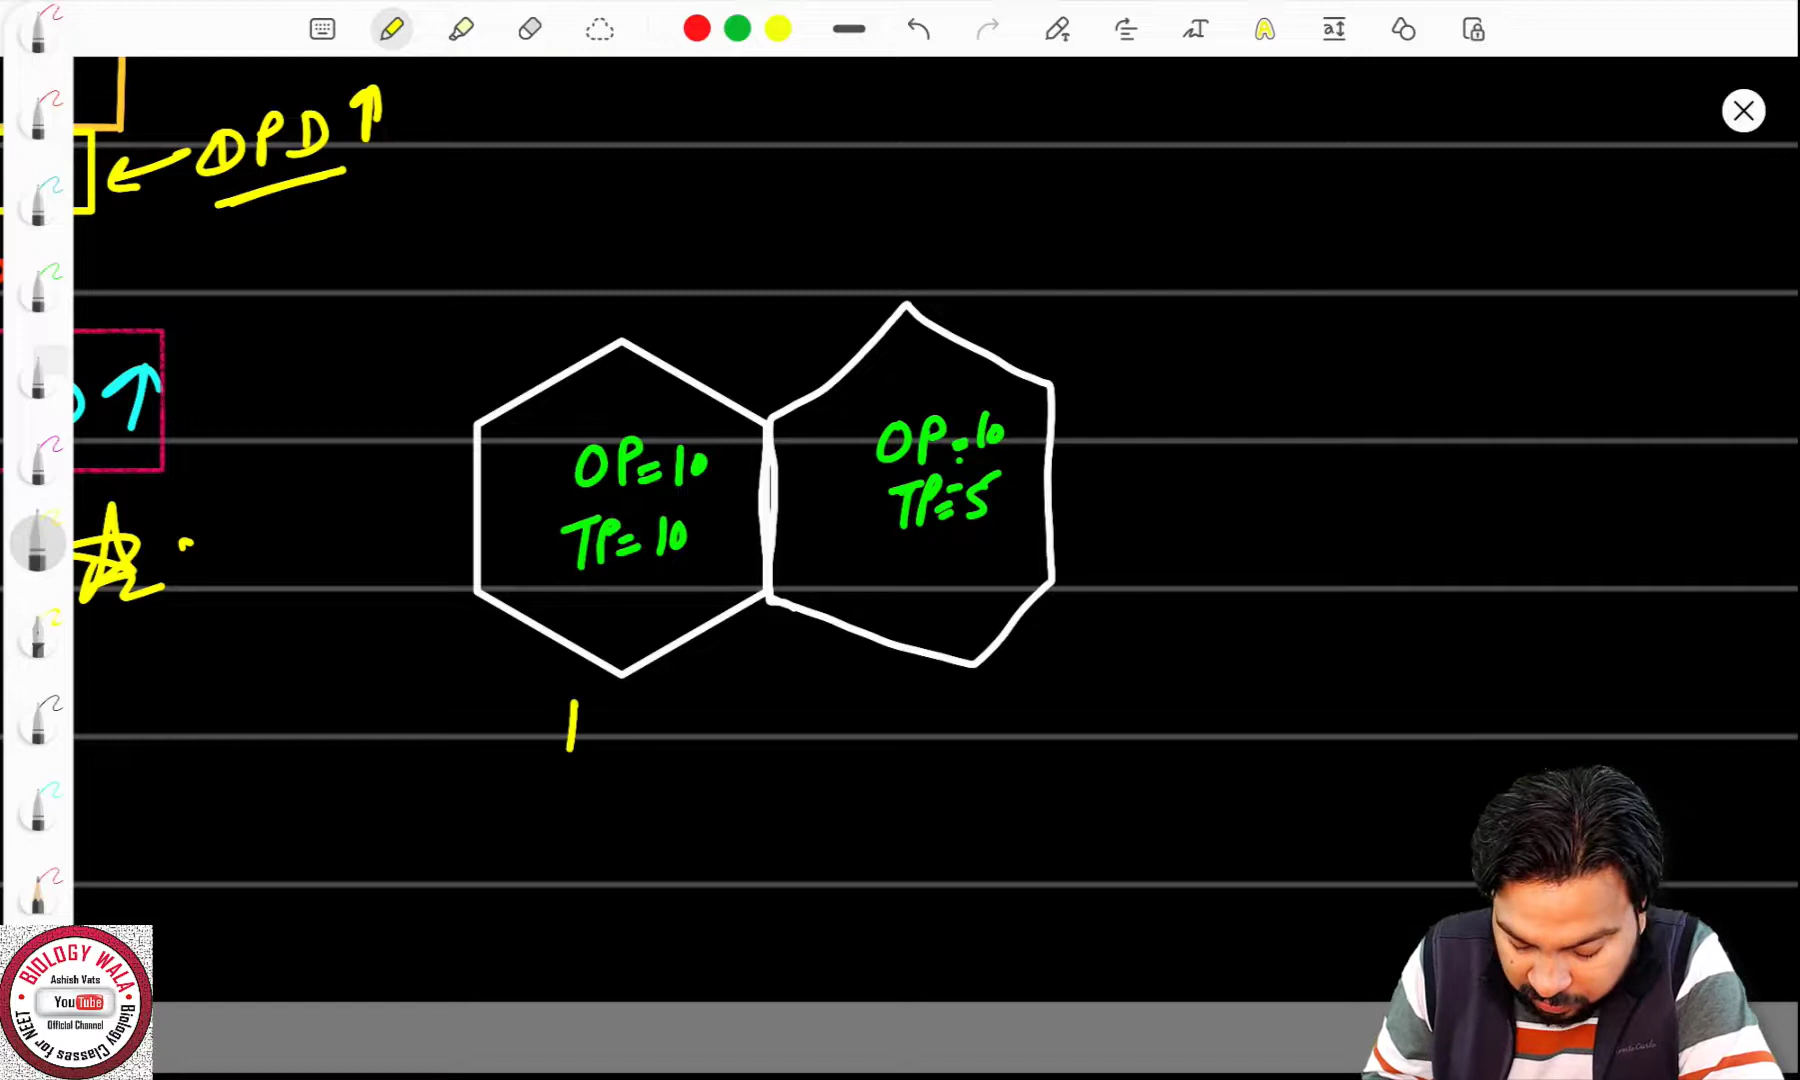 DPD↑
↑
OP=10
TP=10
OP=10
TP=5
BIOLOGY WALA
Ashish Vats
YouTube
Official Channel
Biology Classes for NEET